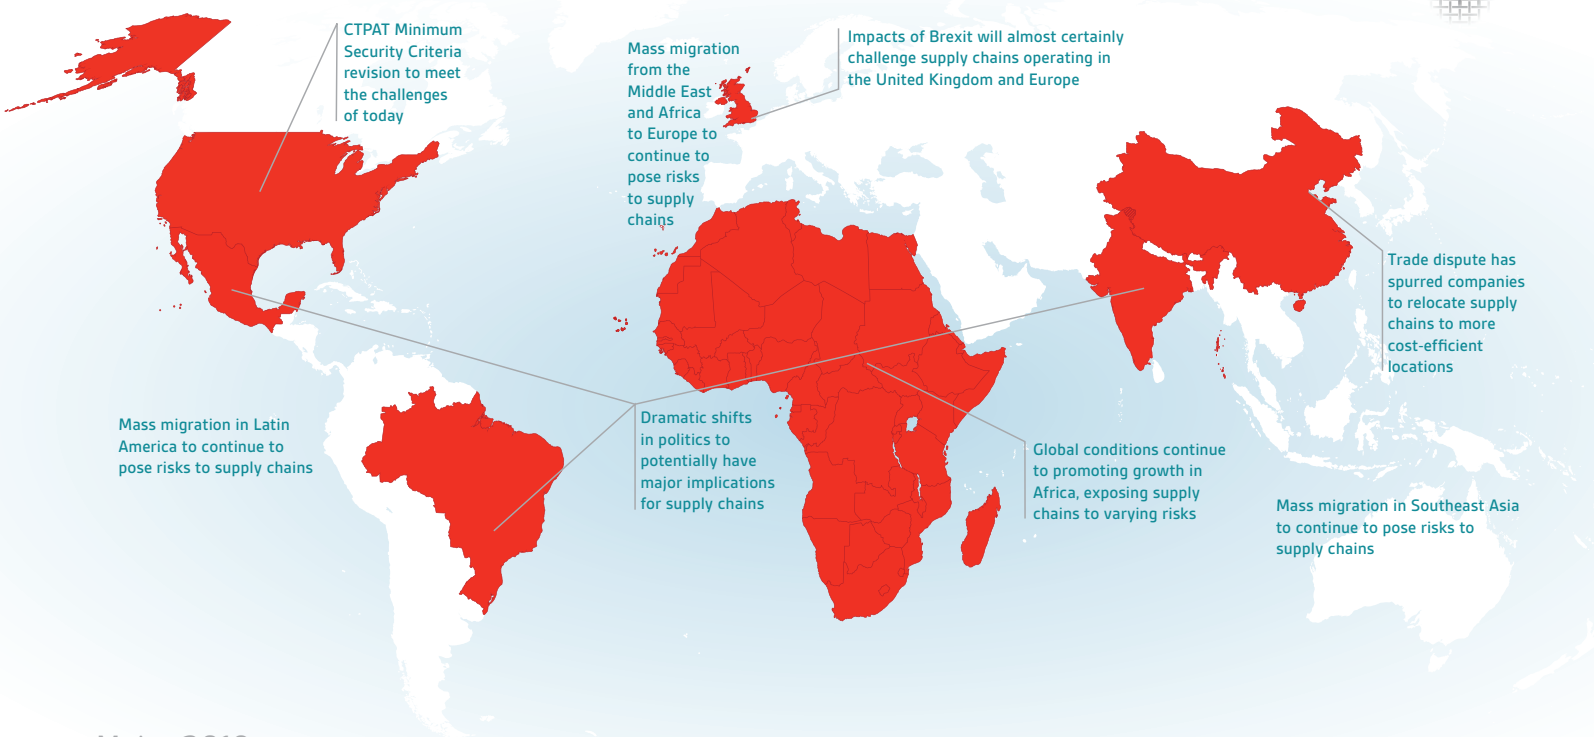 CTPAT Minimum
Security Criteria
revision to meet
the challenges
of today
Mass migration
from the
Middle East
and Africa
to Europe to
continue to
pose risks
to supply
chains
Impacts of Brexit will almost certainly
challenge supply chains operating in
the United Kingdom and Europe
Trade dispute has
spurred companies
to relocate supply
chains to more
cost-efficient
locations
Mass migration in Latin
America to continue to
pose risks to supply chains
Dramatic shifts
in politics to
potentially have
major implications
for supply chains
Global conditions continue
to promoting growth in
Africa, exposing supply
chains to varying risks
Mass migration in Southeast Asia
to continue to pose risks to
supply chains